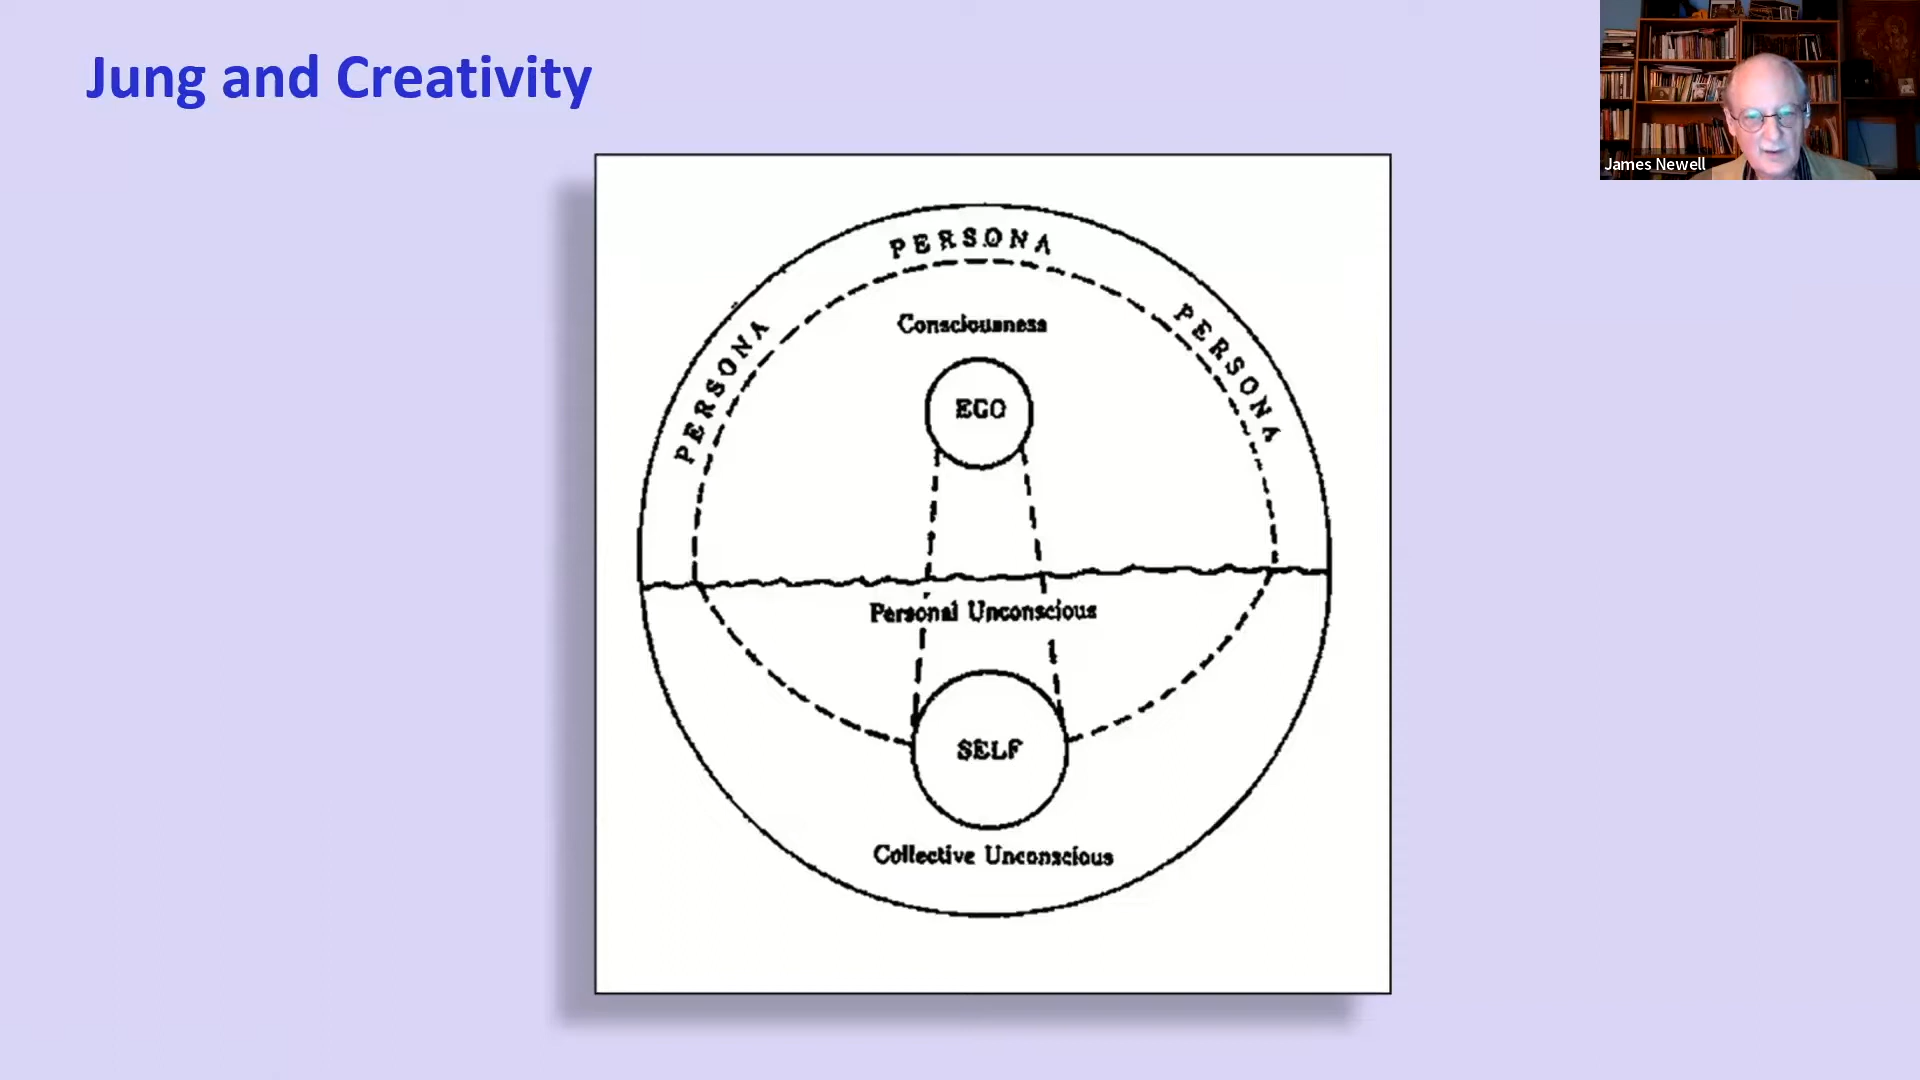 Jung and Creativity
James Newell
PERSONA
PERSONA
PERSONA
Consciousness
EGO
Personal Unconscious
SELF
Collective Unconscious